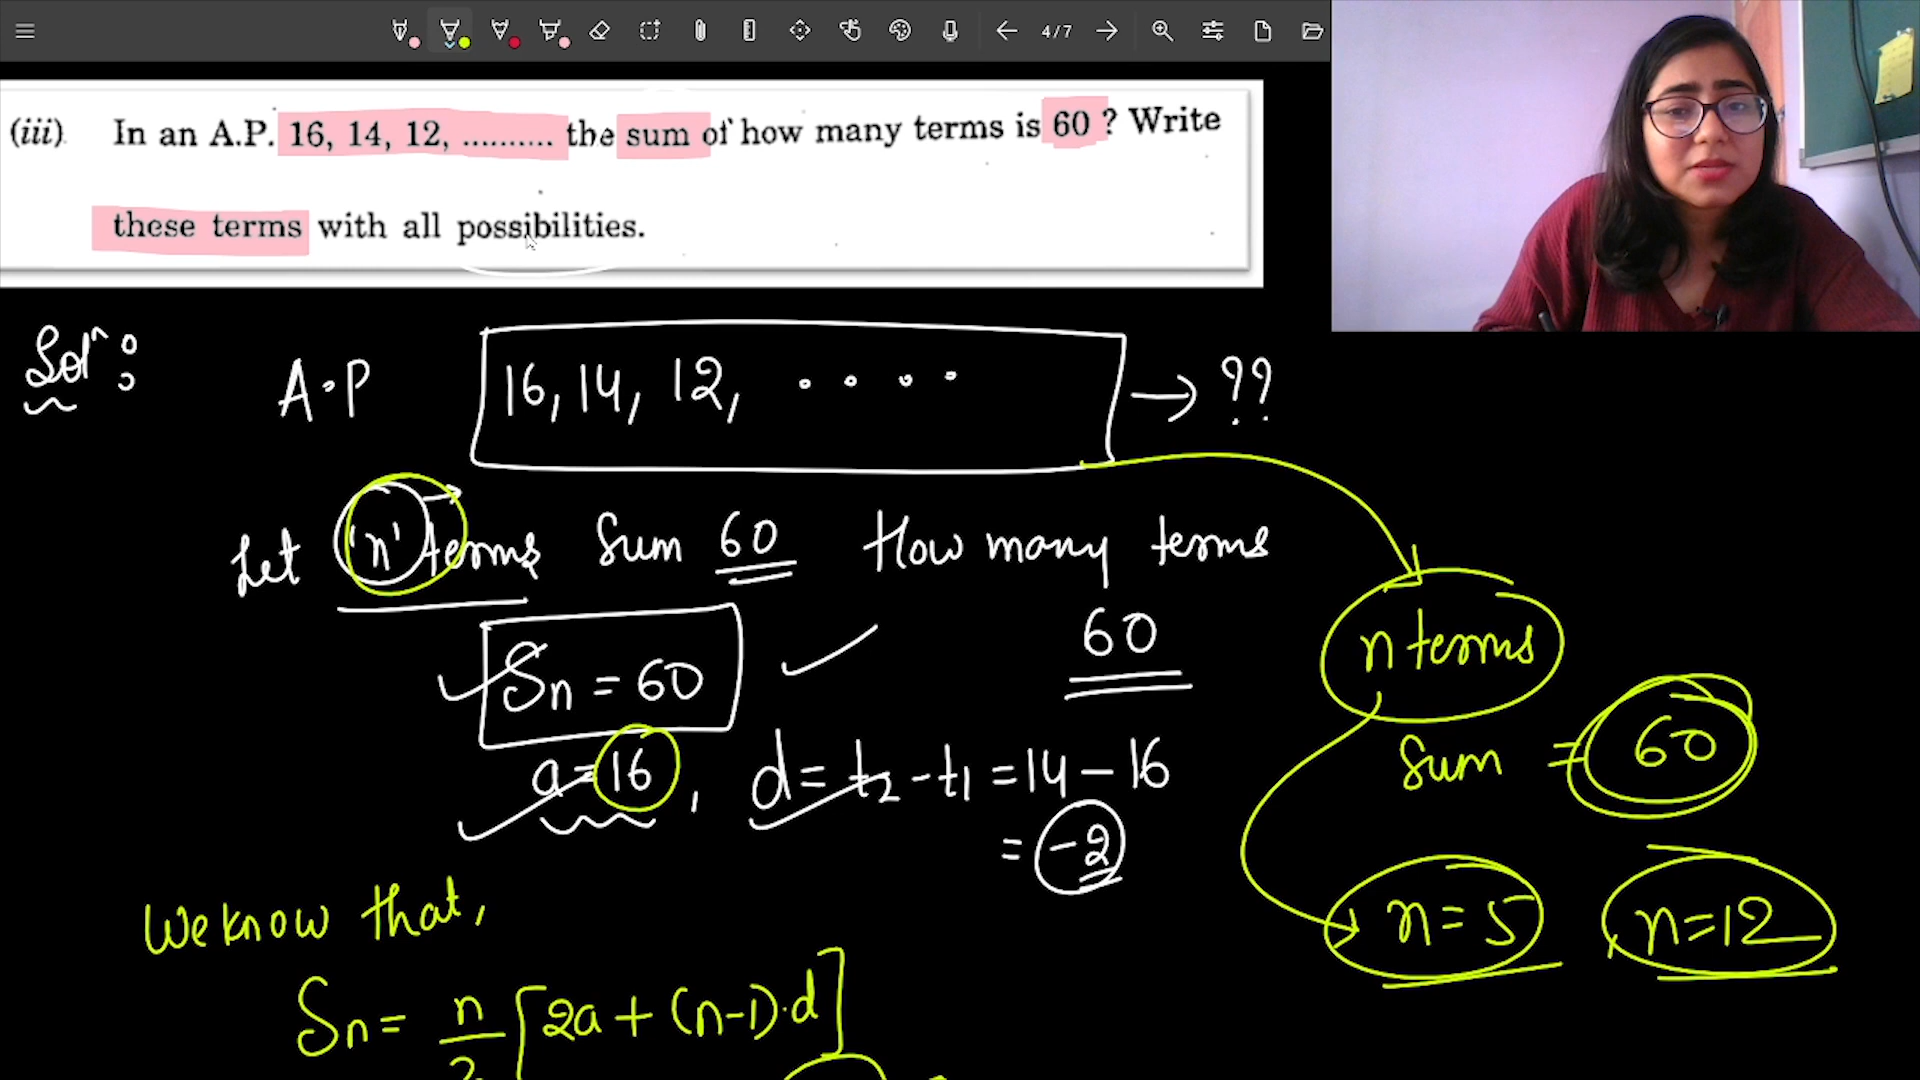 4/7
(iii) In an A.P. 16, 14, 12, .......... the sum of how many terms is 60 ? Write
these terms with all possibilities.
Solⁿ :
A.P 16, 14, 12, . . . . → ??
Let 'n' terms Sum 60 How many terms
60
Sn = 60
a = 16, d = t2 - t1 = 14 - 16
= -2
n terms
Sum = 60
n = 5 n = 12
We know that,
Sn = n/2 [2a + (n-1)·d]